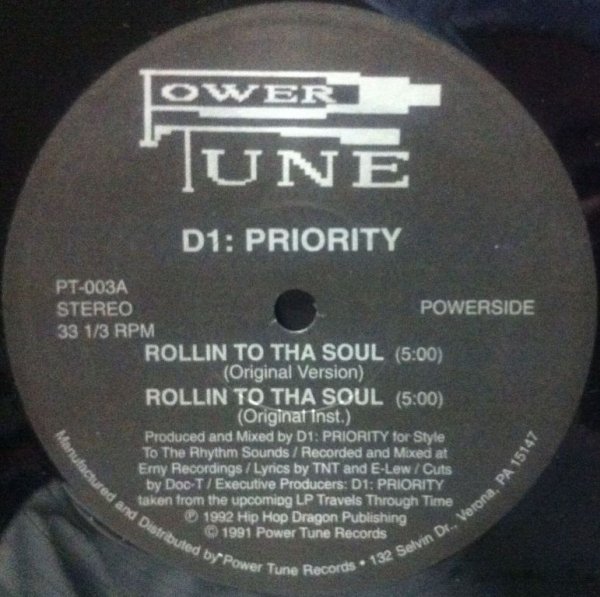 POWER
TUNE
D1: PRIORITY
PT-003A
STEREO
33 1/3 RPM
POWERSIDE
ROLLIN TO THA SOUL (5:00)
(Original Version)
ROLLIN TO THA SOUL (5:00)
(Original Inst.)
Produced and Mixed by D1: PRIORITY for Style
To The Rhythm Sounds / Recorded and Mixed at
Erny Recordings / Lyrics by TNT and E-Lew / Cuts
by Doc-T / Executive Producers: D1: PRIORITY
taken from the upcomipg LP Travels Through Time
℗ 1992 Hip Hop Dragon Publishing
© 1991 Power Tune Records
Manufactured and Distributed by Power Tune Records • 132 Selvin Dr., Verona, PA 15147